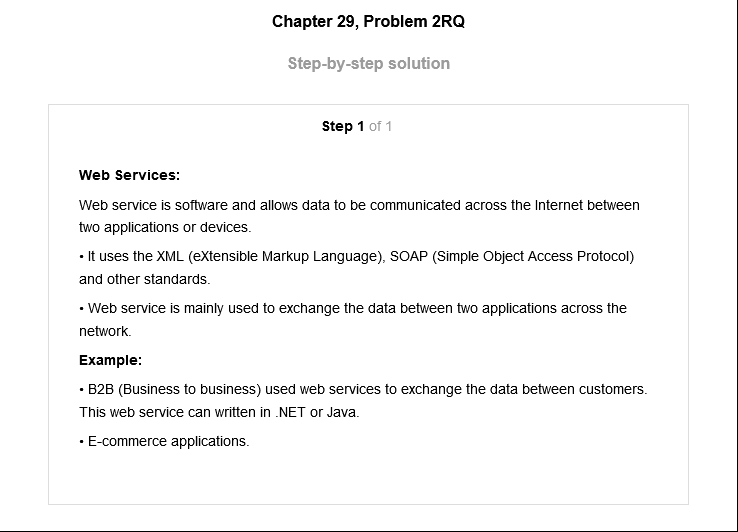 Chapter 29, Problem 2RQ
Step-by-step solution
Step 1 of 1
Web Services:
Web service is software and allows data to be communicated across the Internet between
two applications or devices.
• It uses the XML (eXtensible Markup Language), SOAP (Simple Object Access Protocol)
and other standards.
• Web service is mainly used to exchange the data between two applications across the
network.
Example:
• B2B (Business to business) used web services to exchange the data between customers.
This web service can written in .NET or Java.
• E-commerce applications.